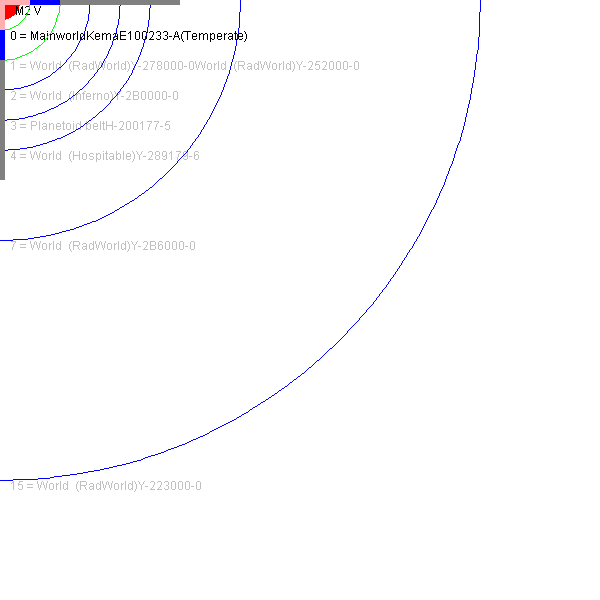 M2 V
0 = MainworldKemaE100233-A(Temperate)
1 = World (RadWorld)Y-278000-0World (RadWorld)Y-252000-0
2 = World (Inferno)Y-2B0000-0
3 = Planetoid beltH-200177-5
4 = World (Hospitable)Y-289179-6
7 = World (RadWorld)Y-2B6000-0
15 = World (RadWorld)Y-223000-0